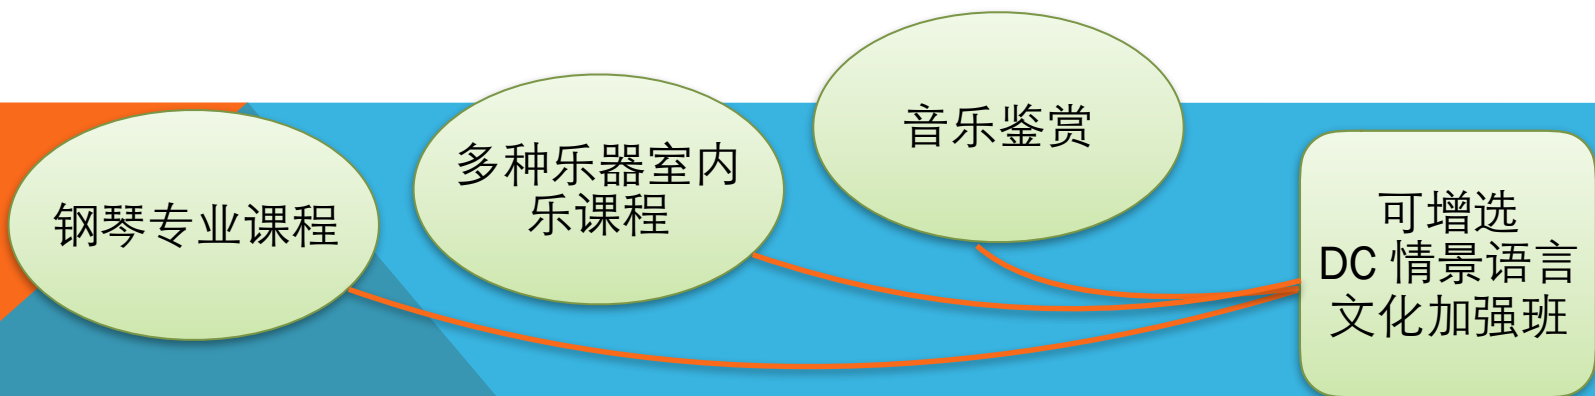 钢琴专业课程
多种乐器室内
乐课程
音乐鉴赏
可增选
DC 情景语言
文化加强班